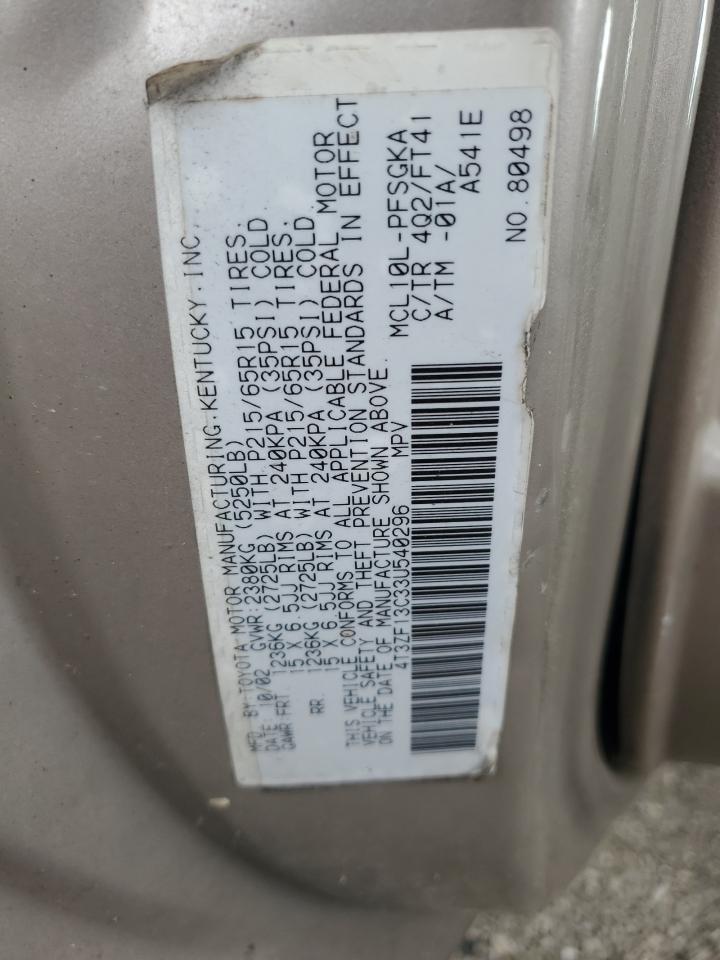 MFD. BY:TOYOTA MOTOR MANUFACTURING.KENTUCKY.INC.
DATE: 10/02 GVWR:2380KG (5250LB)
GAWR FRT. 1236KG (2725LB) WITH P215/65R15 TIRES.
15 X 6.5JJ RIMS AT 240KPA (35PSI) COLD
RR. 1236KG (2725LB) WITH P215/65R15 TIRES.
15 X 6.5JJ RIMS AT 240KPA (35PSI) COLD
THIS VEHICLE CONFORMS TO ALL APPLICABLE FEDERAL MOTOR
VEHICLE SAFETY AND THEFT PREVENTION STANDARDS IN EFFECT
ON THE DATE OF MANUFACTURE SHOWN ABOVE.
4T3ZF13C33U540296 MPV
MCL10L-PFSGKA
C/TR 4Q2/FT41
A/TM -01A/
A541E
NO.80498